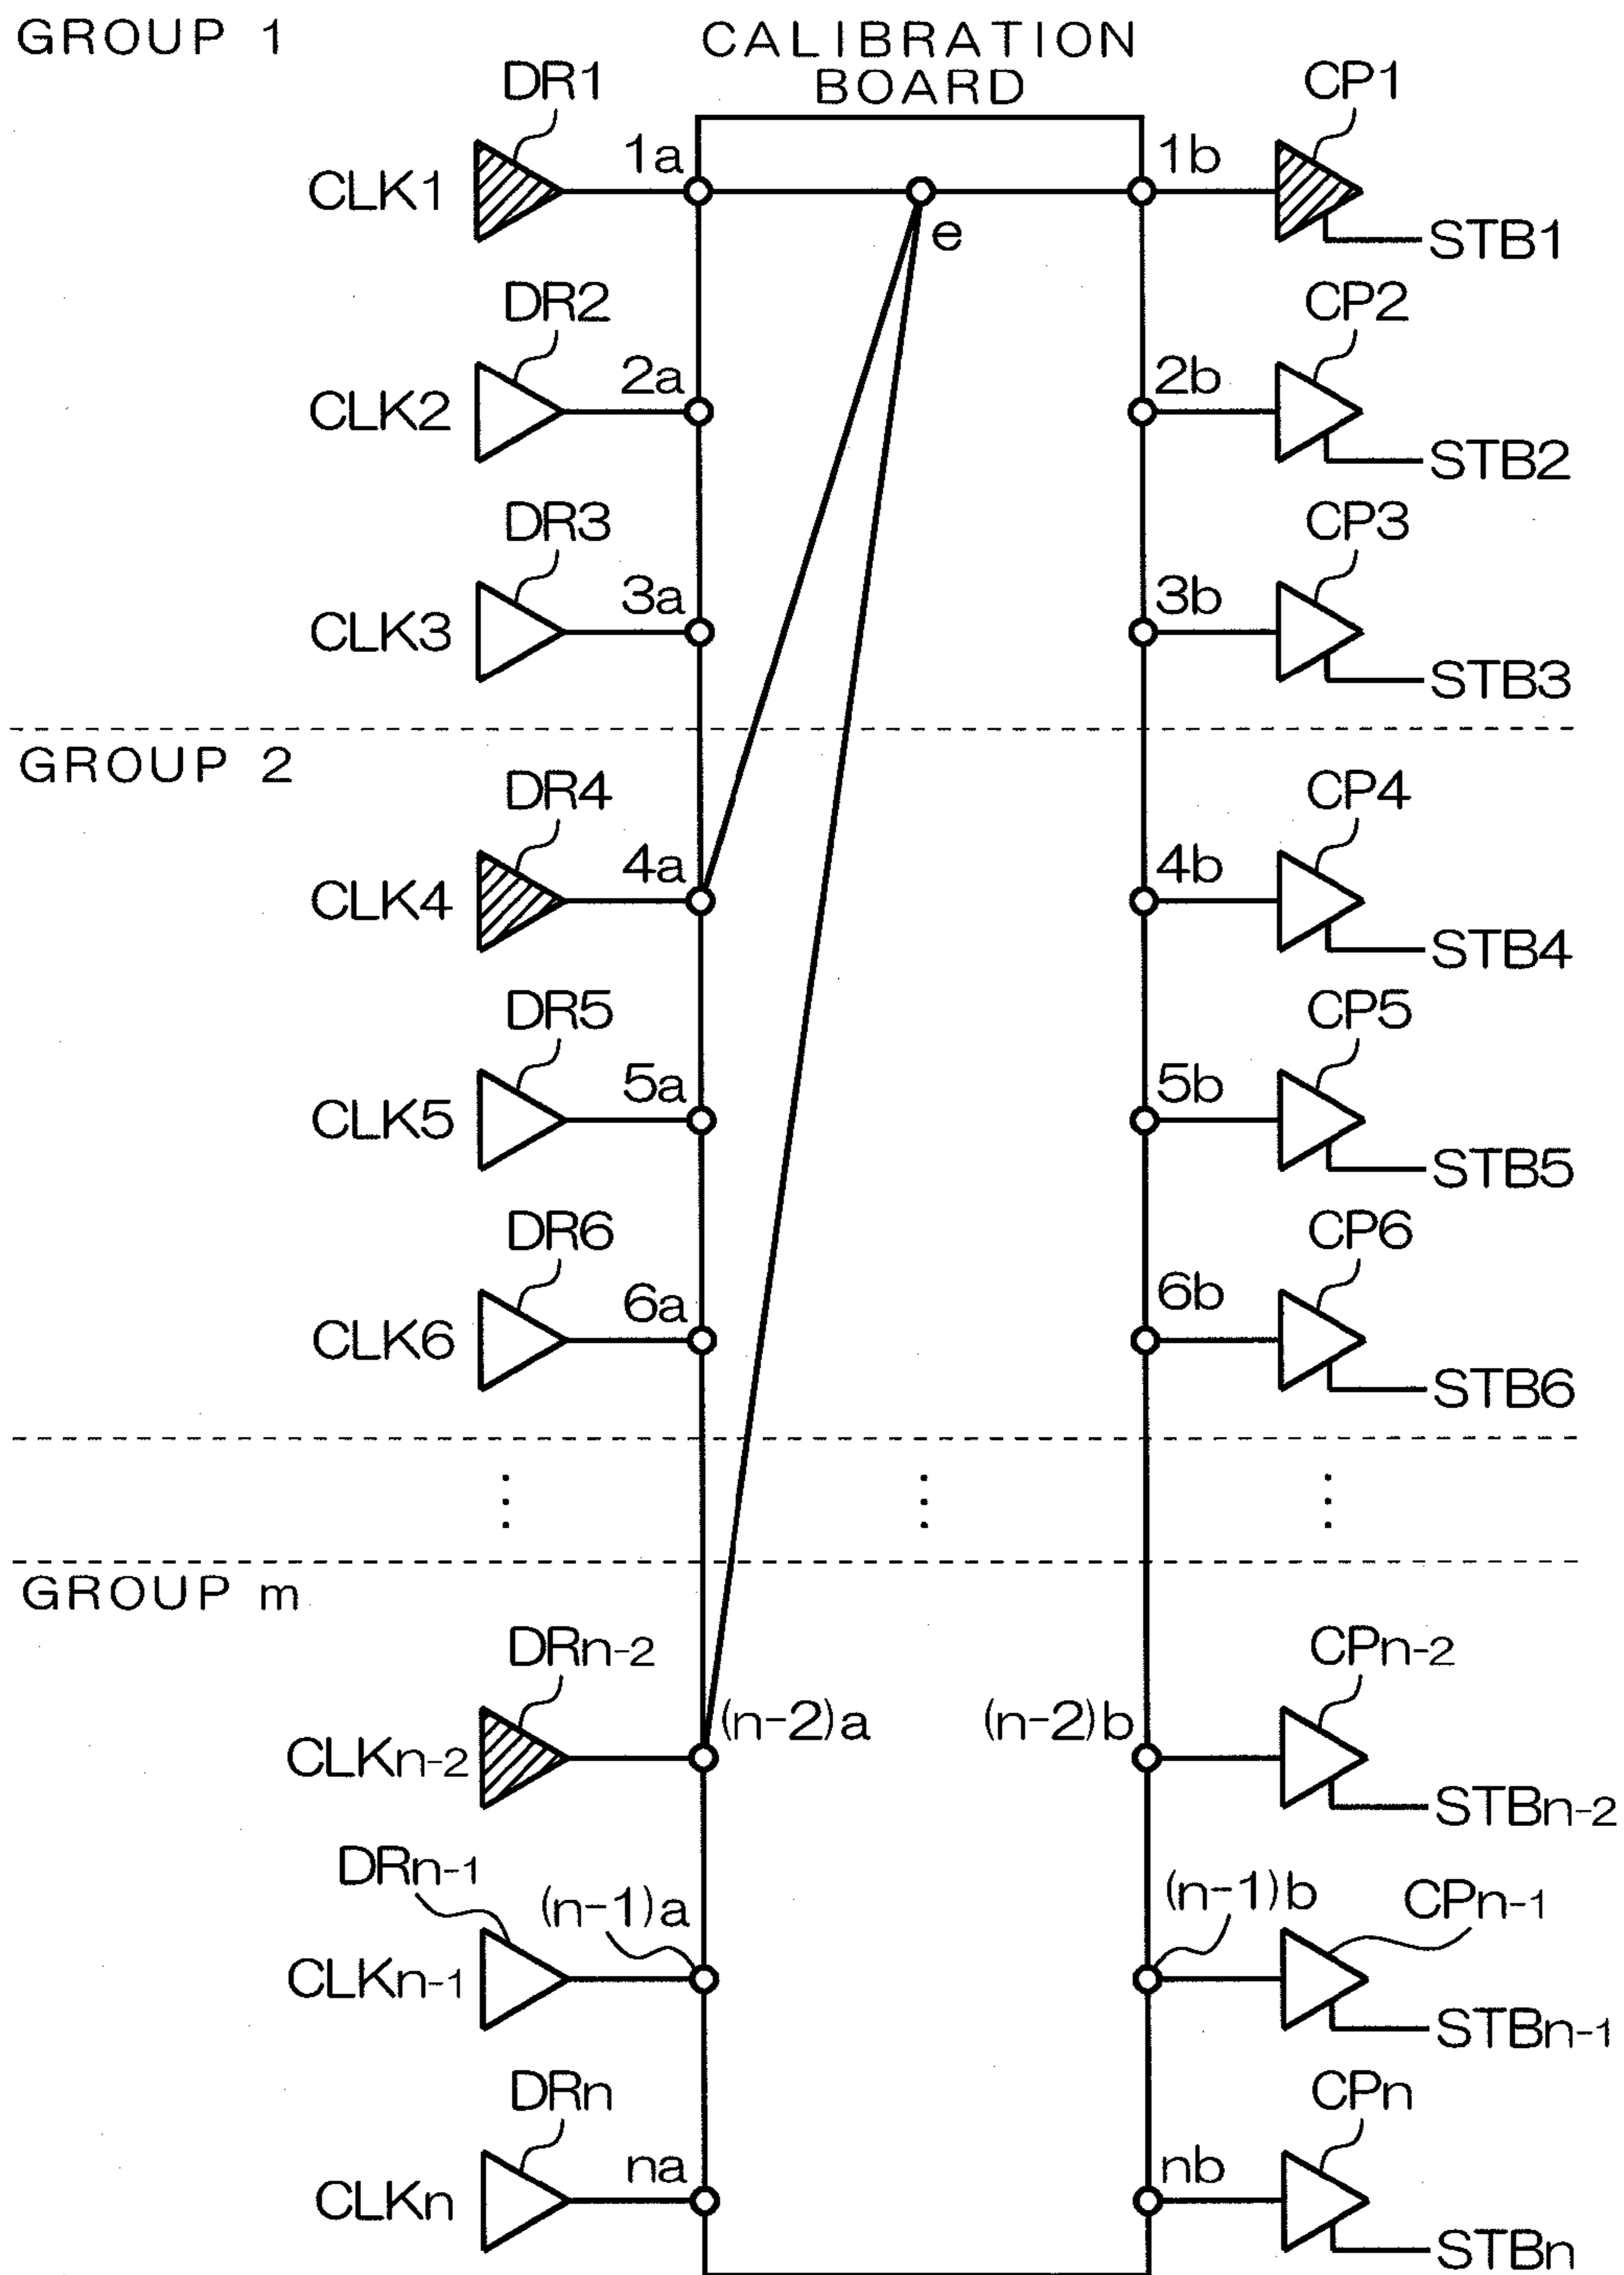 GROUP 1
CALIBRATION
BOARD
DR1
CP1
1a
1b
CLK1
e
STB1
DR2
CP2
2a
2b
CLK2
STB2
DR3
CP3
3a
3b
CLK3
STB3
GROUP 2
DR4
CP4
4a
4b
CLK4
STB4
DR5
CP5
5a
5b
CLK5
STB5
DR6
CP6
6a
6b
CLK6
STB6
GROUP m
DRn-2
CPn-2
(n-2)a
(n-2)b
CLKn-2
STBn-2
DRn-1
(n-1)a
(n-1)b
CPn-1
CLKn-1
STBn-1
DRn
CPn
na
nb
CLKn
STBn